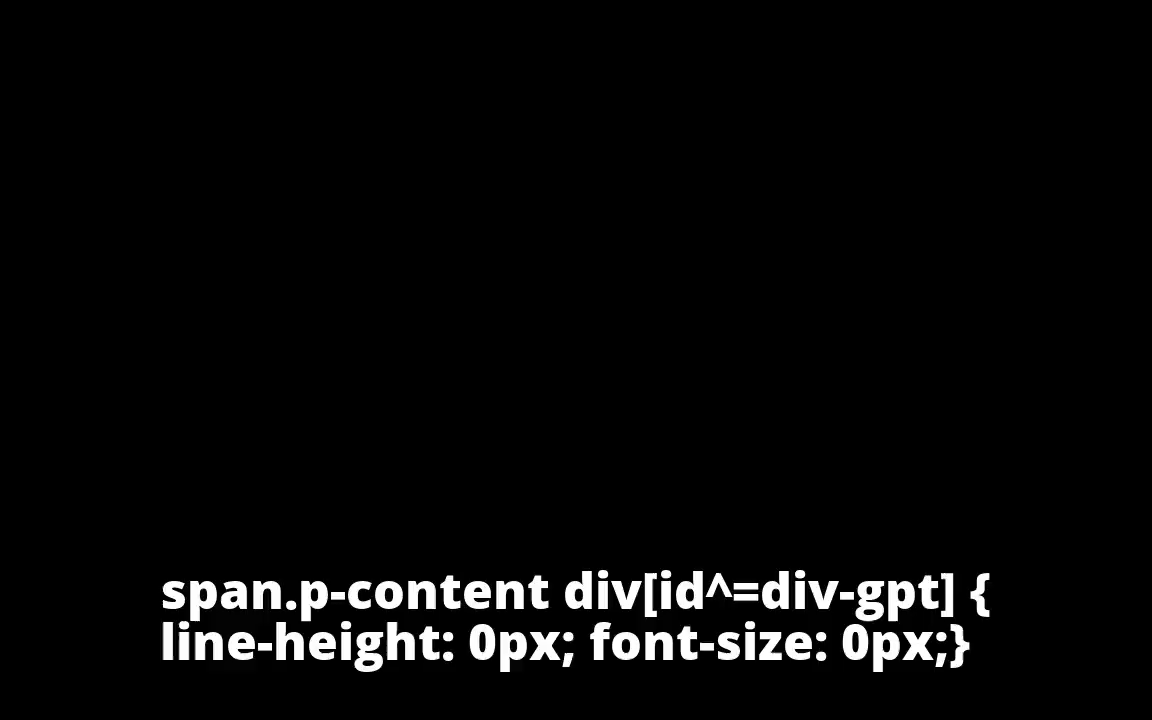 span.p-content div[id^=div-gpt] {
line-height: 0px; font-size: 0px;}